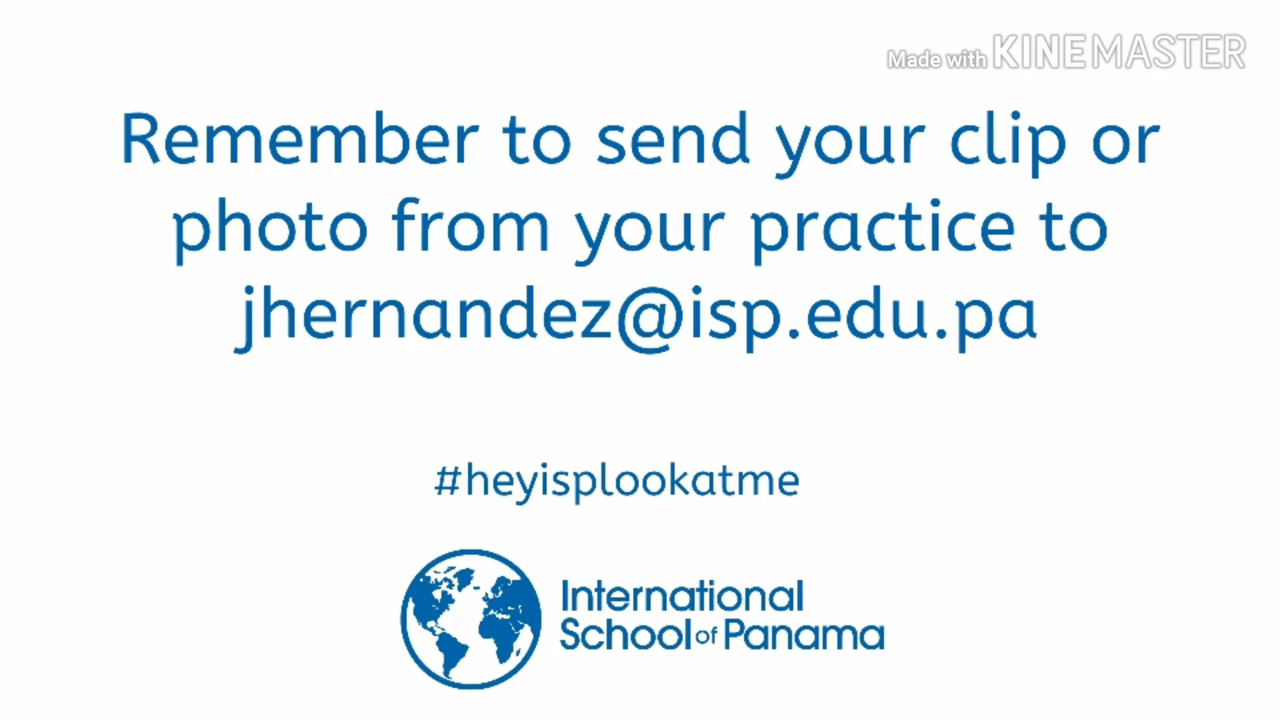 Made with KINEMASTER
Remember to send your clip or
photo from your practice to
jhernandez@isp.edu.pa
#heyisplookatme
International
School of Panama